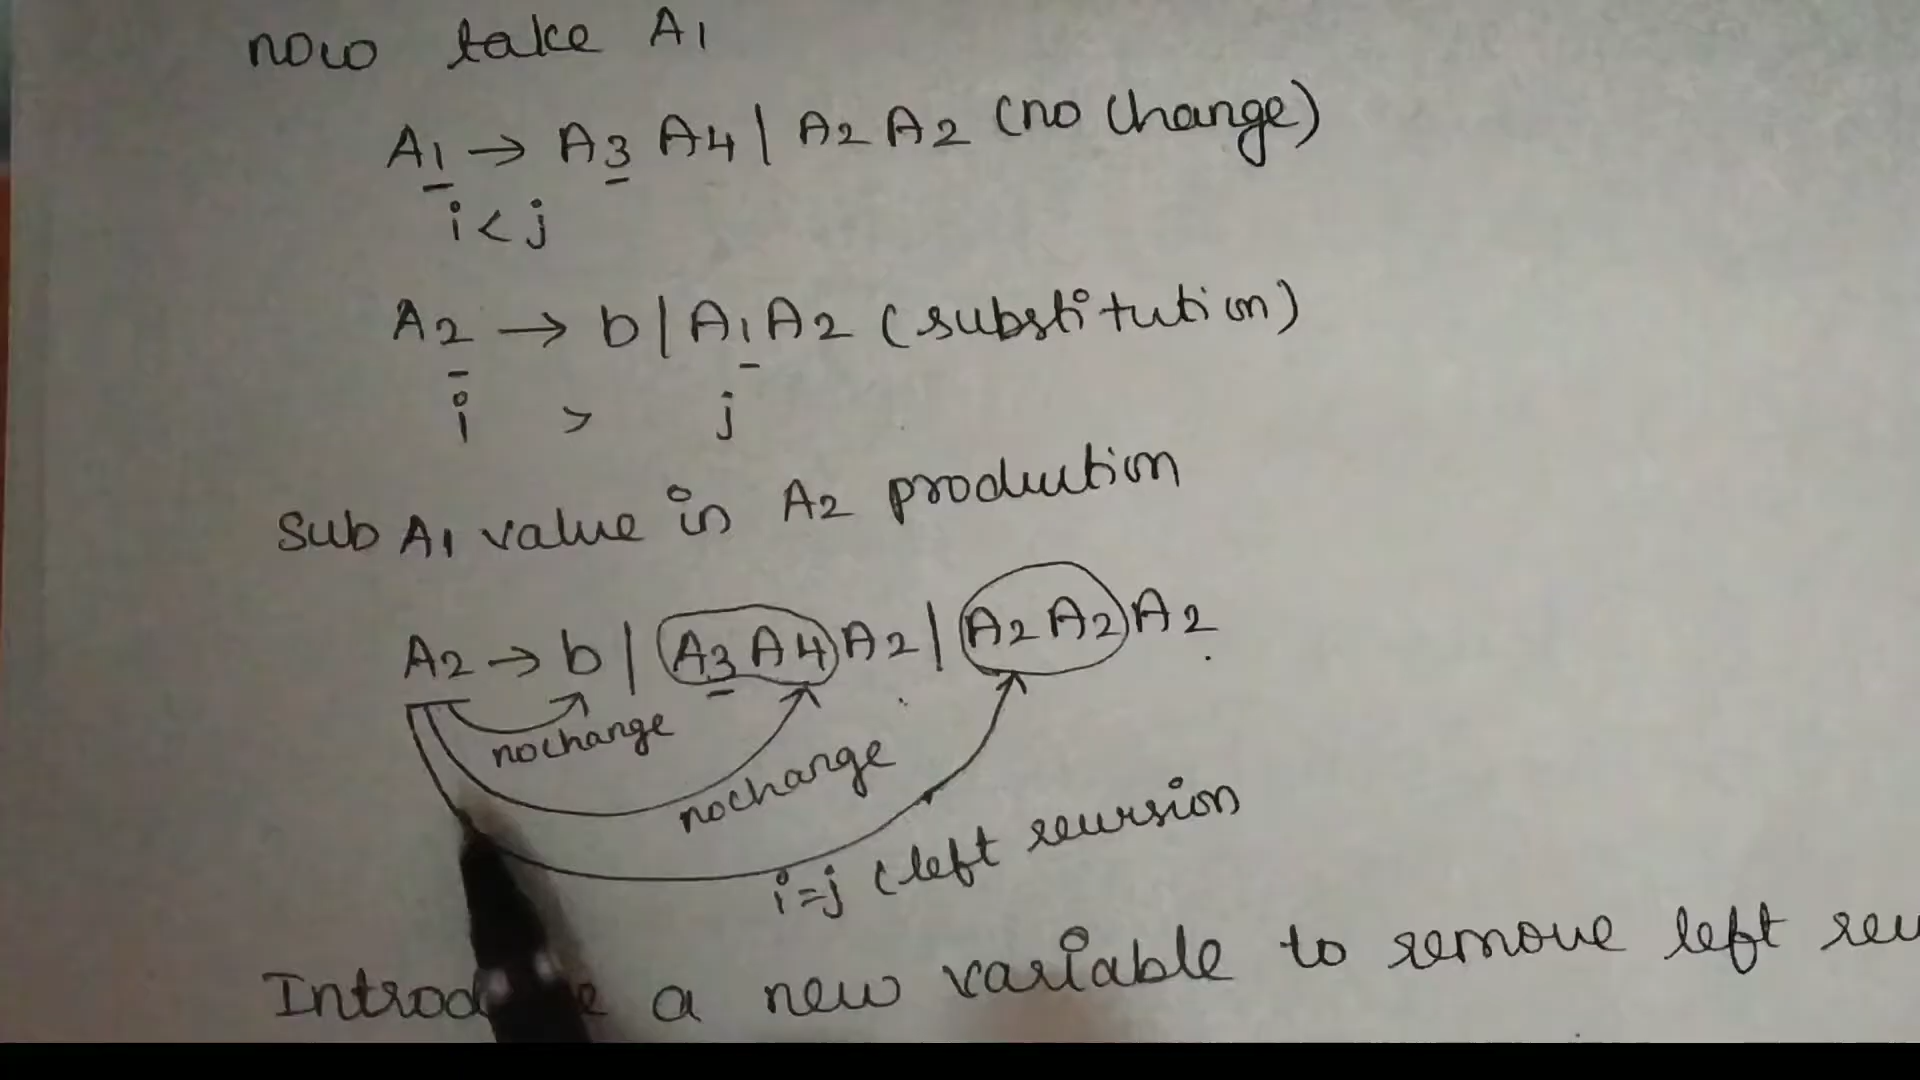 now take A1
A1 → A3 A4 | A2 A2 (no change)
i < j
A2 → b | A1 A2 (substitution)
i > j
Sub A1 value in A2 production
A2 → b | A3 A4 A2 | A2 A2 A2
nochange
nochange
i=j (left recursion
a new variable to remove left